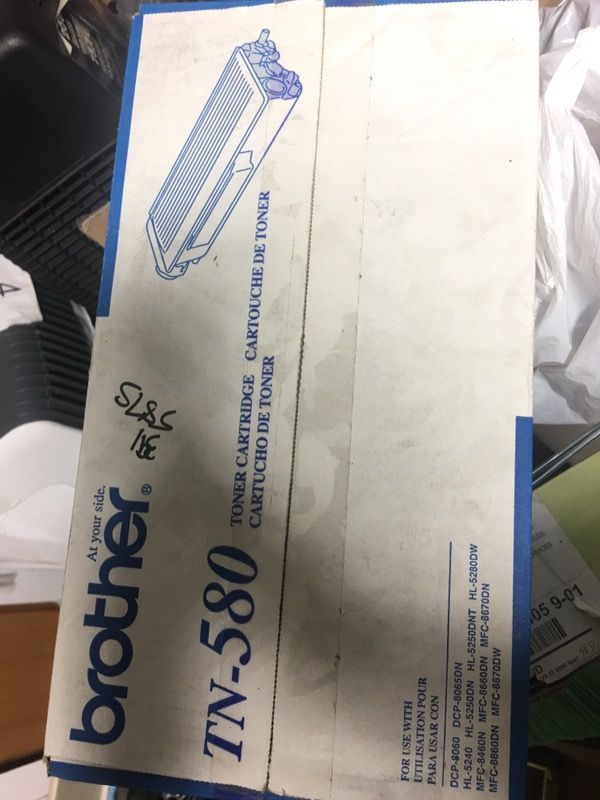 At your side.
brother®
TN-580
TONER CARTRIDGE CARTOUCHE DE TONER
CARTUCHO DE TONER
FOR USE WITH
UTILISATION POUR
PARA USAR CON
DCP-8060 DCP-8065DN
HL-5240 HL-5250DN HL-5250DNT HL-5280DW
MFC-8460N MFC-8660DN MFC-8670DN
MFC-8860DN MFC-8870DW
9-01